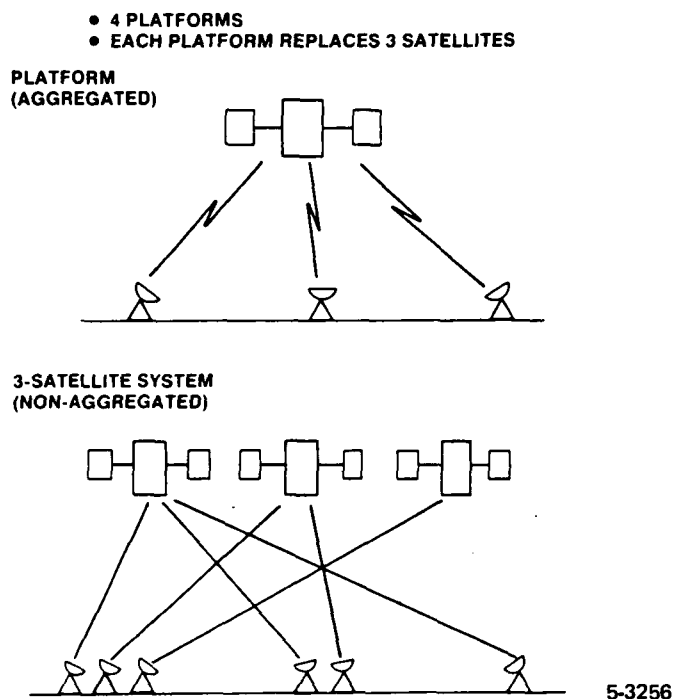 • 4 PLATFORMS
• EACH PLATFORM REPLACES 3 SATELLITES
PLATFORM
(AGGREGATED)
3-SATELLITE SYSTEM
(NON-AGGREGATED)
5-3256